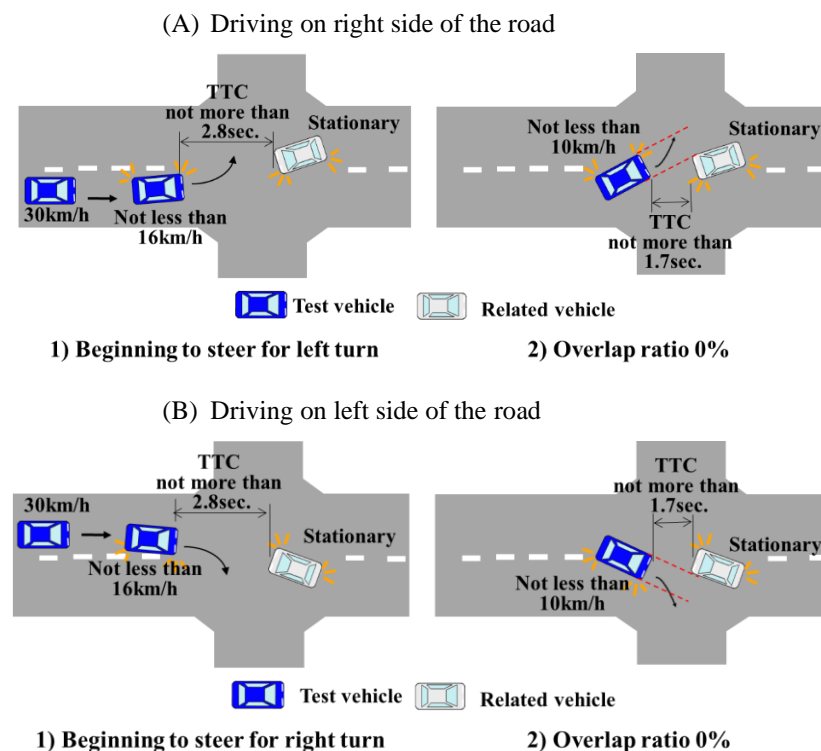 (A) Driving on right side of the road
TTC
not more than
2.8sec.
Stationary
30km/h
Not less than
16km/h
Not less than
10km/h
Stationary
TTC
not more than
1.7sec.
Test vehicle
Related vehicle
1) Beginning to steer for left turn
2) Overlap ratio 0%
(B) Driving on left side of the road
TTC
not more than
2.8sec.
30km/h
Stationary
Not less than
16km/h
TTC
not more than
1.7sec.
Stationary
Not less than
10km/h
Test vehicle
Related vehicle
1) Beginning to steer for right turn
2) Overlap ratio 0%